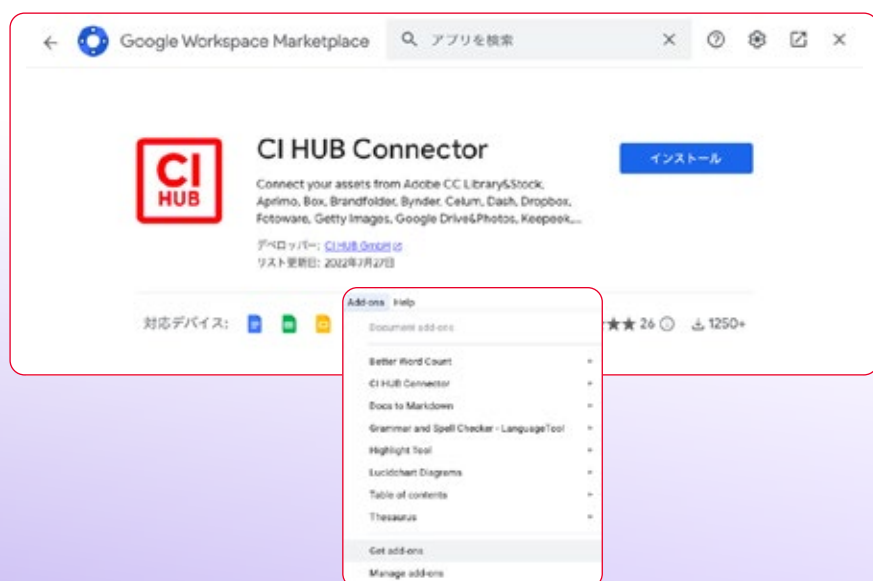 Google Workspace Marketplace
アプリを検索
CI
HUB
CI HUB Connector
インストール
Connect your assets from Adobe CC Library&Stock,
Aprimo, Box, Brandfolder, Bynder, Celum, Dash, Dropbox,
Fotoware, Getty Images, Google Drive&Photos, Keepeek,...
デベロッパー: CI HUB GmbH
リスト更新日: 2022年7月27日
対応デバイス:
26
1250+
Add-ons Help
Document add-ons
Better Word Count
CI HUB Connector
Docs to Markdown
Grammar and Spell Checker - LanguageTool
Highlight Tool
Lucidchart Diagrams
Table of contents
Thesaurus
Get add-ons
Manage add-ons